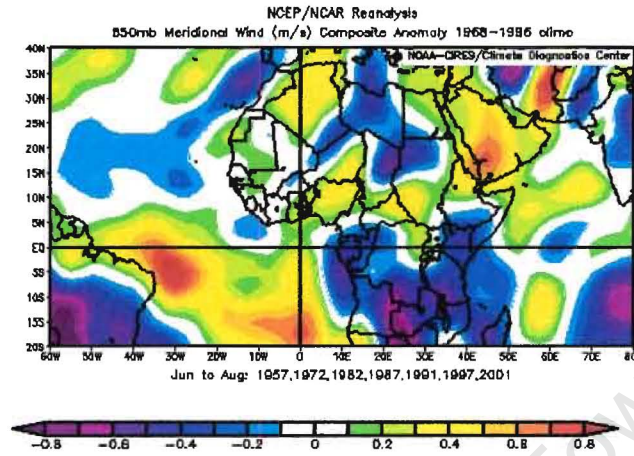 NCEP/NCAR Reanalysis
850mb Meridional Wind (m/s) Composite Anomaly 1968-1996 climo
NOAA-CIRES/Climate Diagnostics Center
40N
35N
30N
25N
20N
15N
10N
5N
EQ
5S
10S
15S
20S
60W 50W 40W 30W 20W 10W 0 10E 20E 30E 40E 50E 60E 70E 80
Jun to Aug: 1957,1972,1982,1987,1991,1997,2001
-0.8 -0.6 -0.4 -0.2 0 0.2 0.4 0.6 0.8